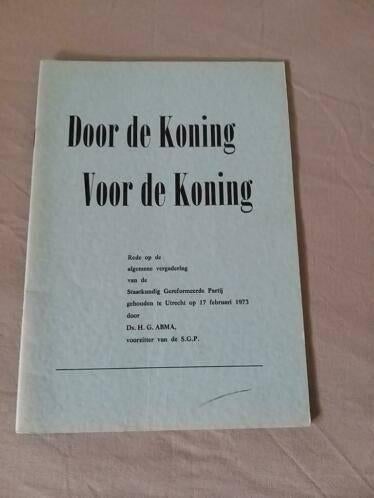 Door de Koning
Voor de Koning
Rede op de
algemene vergadering
van de
Staatkundig Gereformeerde Partij
gehouden te Utrecht op 17 februari 1973
door
Ds. H. G. ABMA,
voorzitter van de S.G.P.